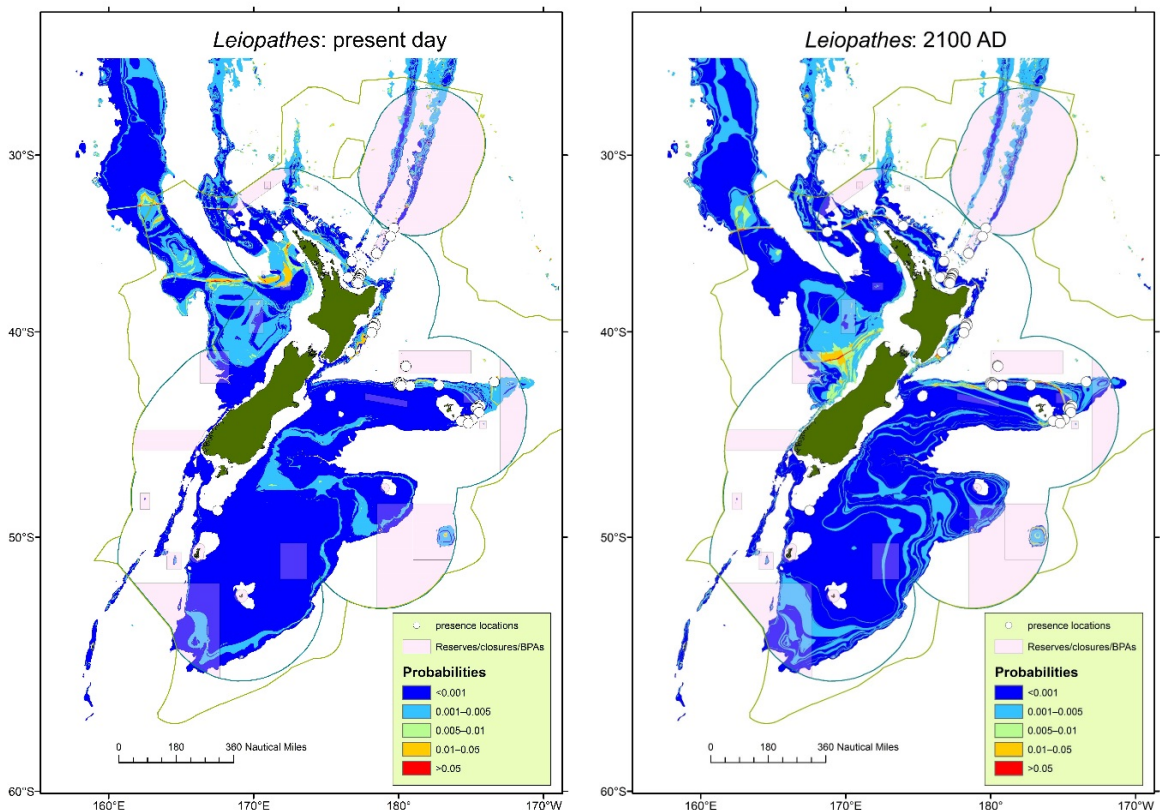 Leiopathes: present day
30°S
40°S
50°S
60°S
160°E
170°E
180°
170°W
presence locations
Reserves/closures/BPAs
Probabilities
<0.001
0.001–0.005
0.005–0.01
0.01–0.05
>0.05
0 180 360 Nautical Miles
Leiopathes: 2100 AD
30°S
40°S
50°S
60°S
160°E
170°E
180°
170°W
presence locations
Reserves/closures/BPAs
Probabilities
<0.001
0.001–0.005
0.005–0.01
0.01–0.05
>0.05
0 180 360 Nautical Miles